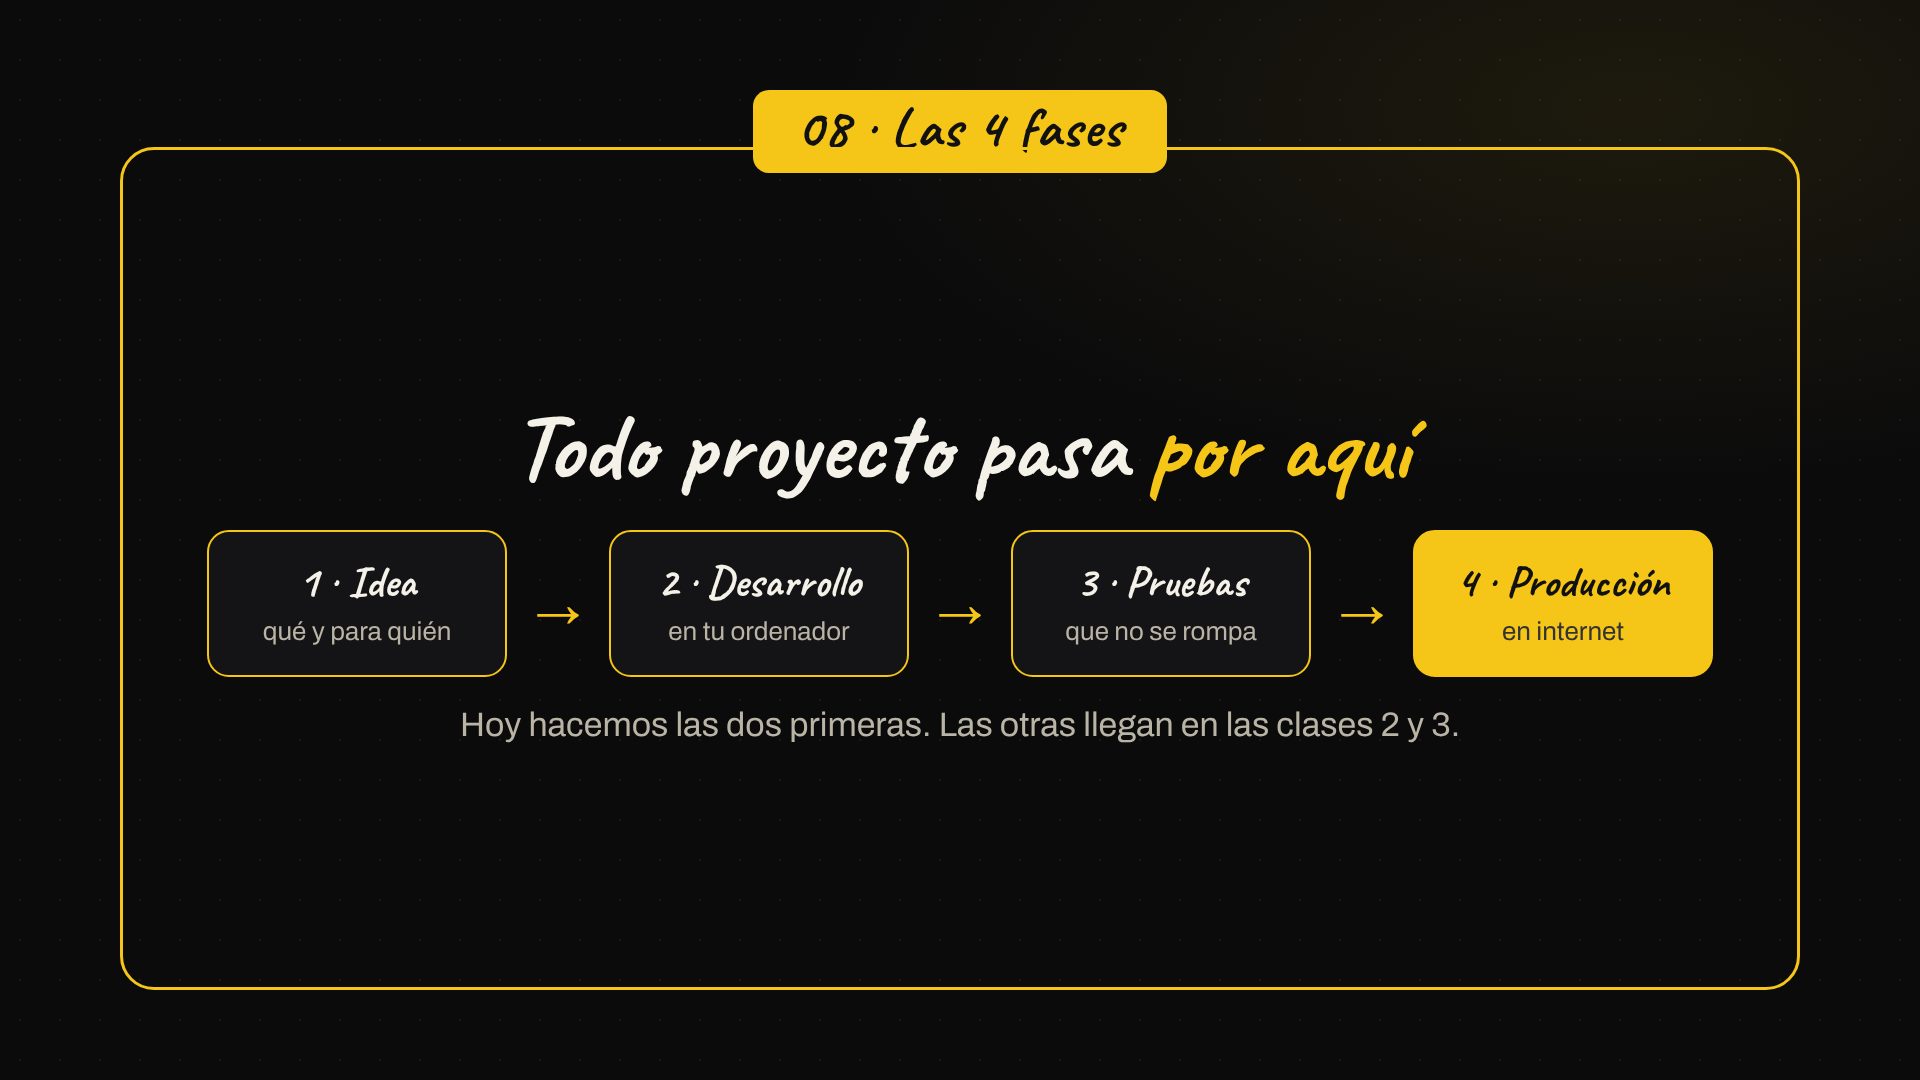 08 · Las 4 fases
Todo proyecto pasa por aquí
1 · Idea
qué y para quién
→
2 · Desarrollo
en tu ordenador
→
3 · Pruebas
que no se rompa
→
4 · Producción
en internet
Hoy hacemos las dos primeras. Las otras llegan en las clases 2 y 3.